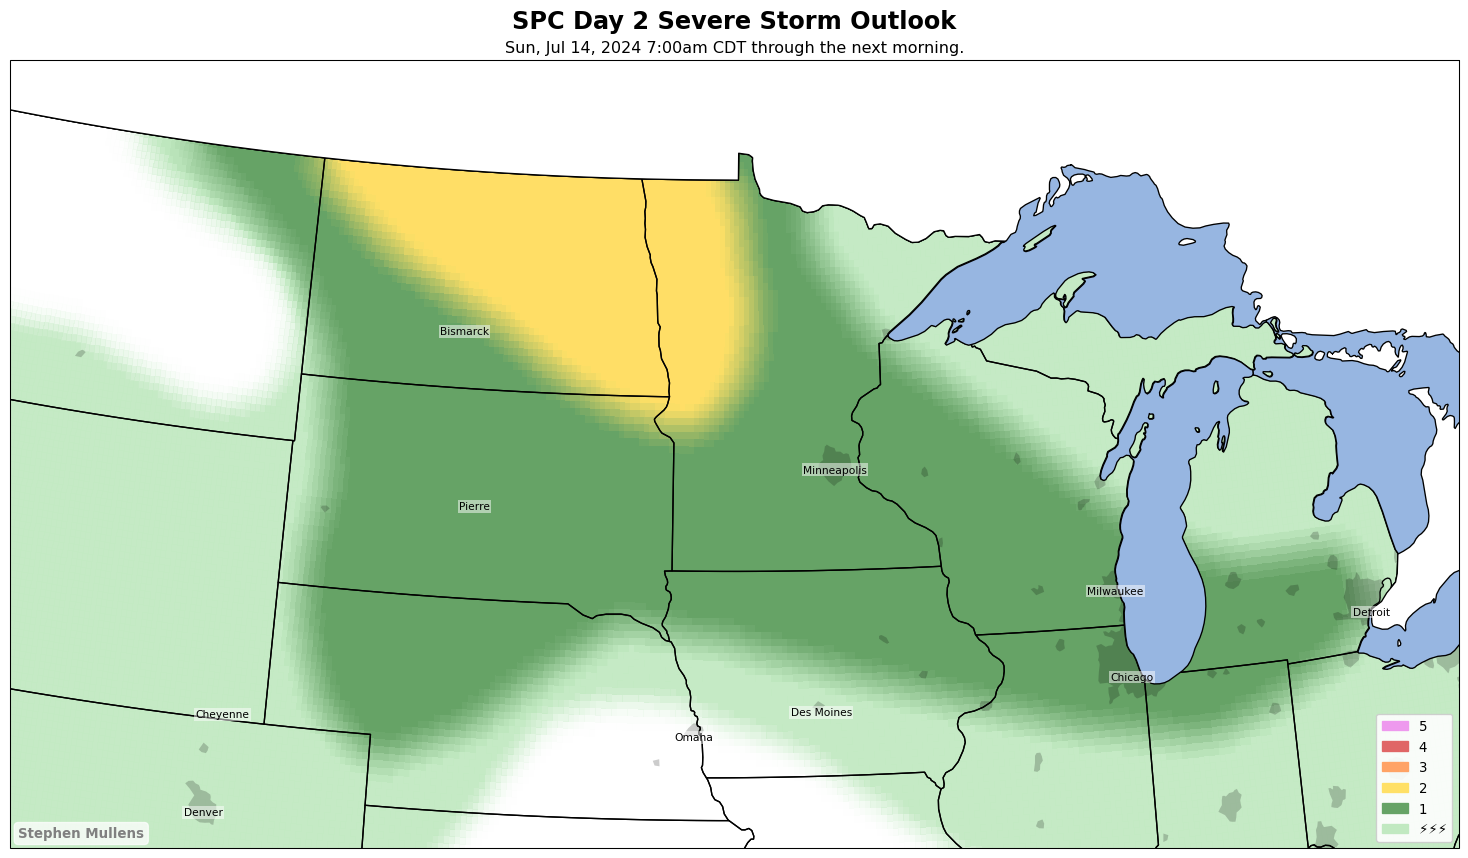 SPC Day 2 Severe Storm Outlook
Sun, Jul 14, 2024 7:00am CDT through the next morning.
Bismarck
Minneapolis
Pierre
Milwaukee
Detroit
Chicago
Cheyenne
Des Moines
Omaha
Denver
5
4
3
2
1
⚡⚡⚡
Stephen Mullens